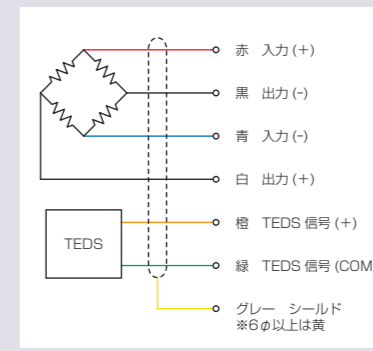 赤 入力(+)
黒 出力(-)
青 入力(-)
白 出力(+)
橙 TEDS 信号(+)
TEDS
緑 TEDS 信号(COM
グレー シールド
※6φ以上は黄